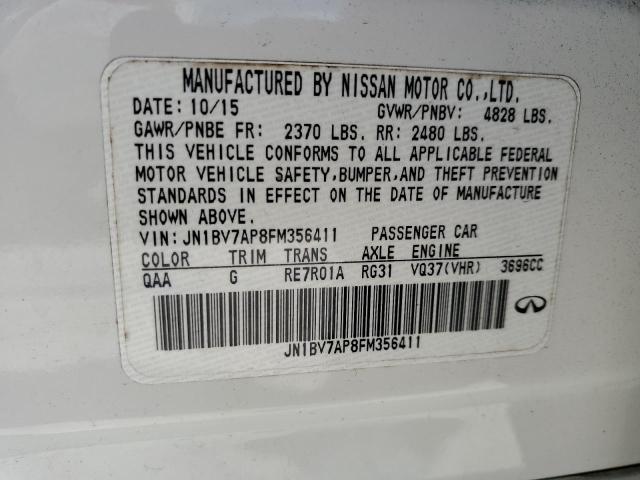 MANUFACTURED BY NISSAN MOTOR CO.,LTD.
DATE: 10/15 GVWR/PNBV: 4828 LBS.
GAWR/PNBE FR: 2370 LBS. RR: 2480 LBS.
THIS VEHICLE CONFORMS TO ALL APPLICABLE FEDERAL
MOTOR VEHICLE SAFETY,BUMPER,AND THEFT PREVENTION
STANDARDS IN EFFECT ON THE DATE OF MANUFACTURE
SHOWN ABOVE.
VIN: JN1BV7AP8FM356411 PASSENGER CAR
COLOR TRIM TRANS AXLE ENGINE
QAA G RE7R01A RG31 VQ37(VHR) 3696CC
JN1BV7AP8FM356411